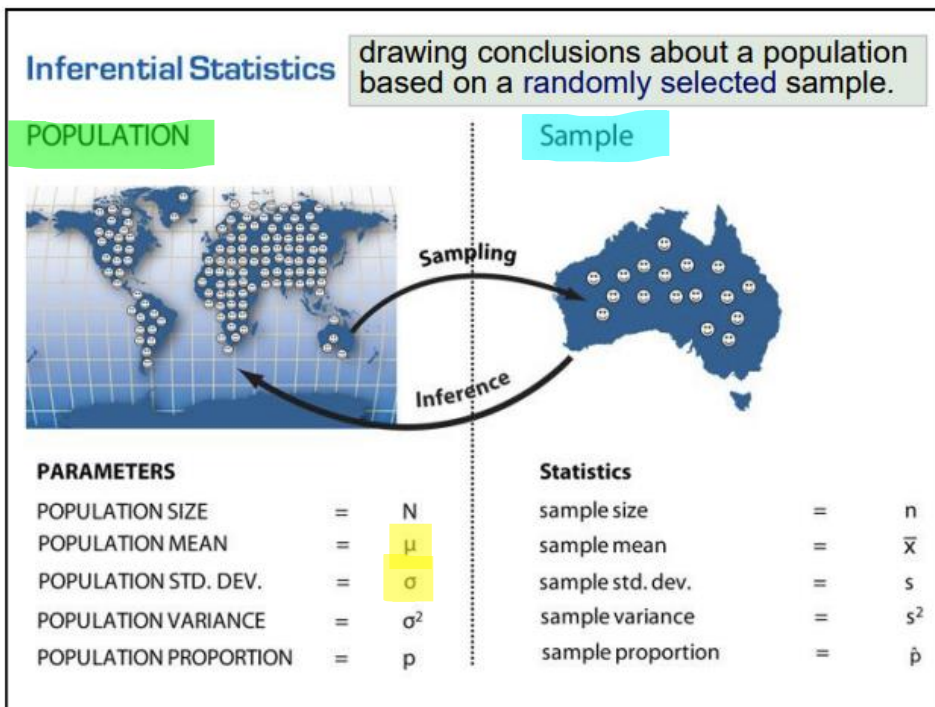 Inferential Statistics
drawing conclusions about a population
based on a randomly selected sample.
POPULATION
Sample
Sampling
Inference
PARAMETERS
POPULATION SIZE = N
POPULATION MEAN = μ
POPULATION STD. DEV. = σ
POPULATION VARIANCE = σ²
POPULATION PROPORTION = p
Statistics
sample size = n
sample mean = x̅
sample std. dev. = s
sample variance = s²
sample proportion = p̂